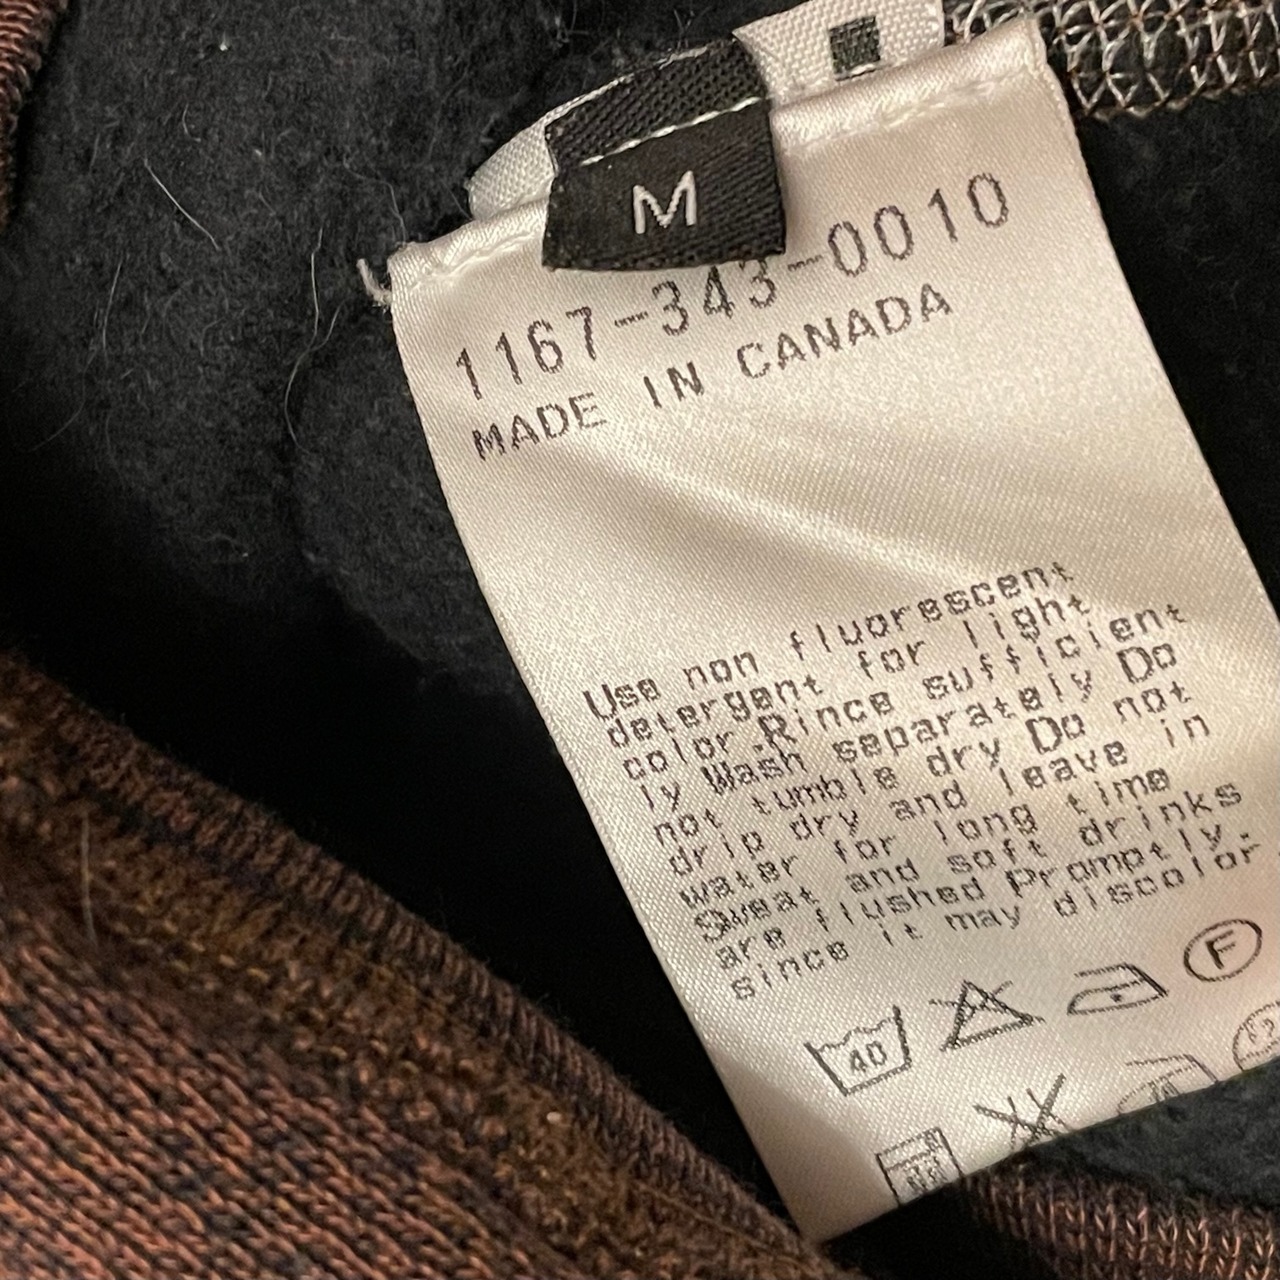 M
1167-343-0010
MADE IN CANADA
Use non fluorescent
detergent for light
color.Rince sufficient
ly Wash separately Do
not tumble dry Do not
drip dry and leave in
water for long time
Sweat and soft drinks
are flushed Promptly.
since it may discolor.
40
F